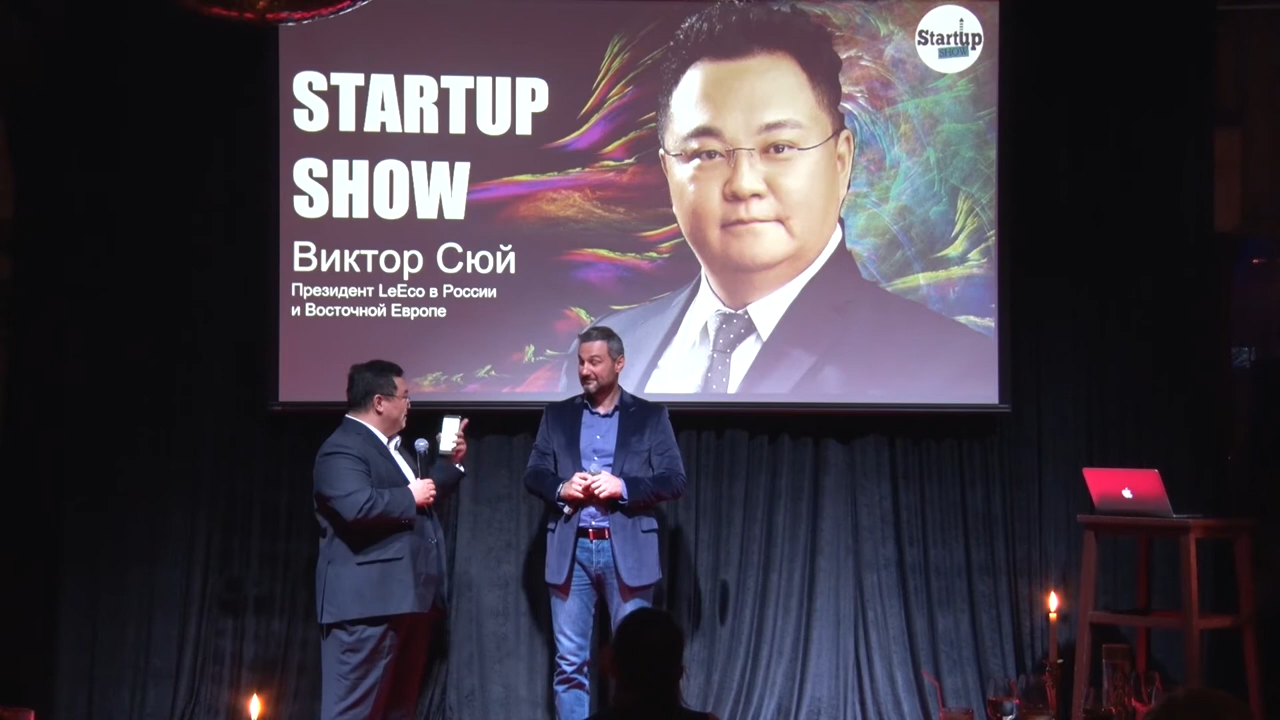 STARTUP
SHOW
Виктор Сюй
Президент LeEco в России
и Восточной Европе
Startup
SHOW